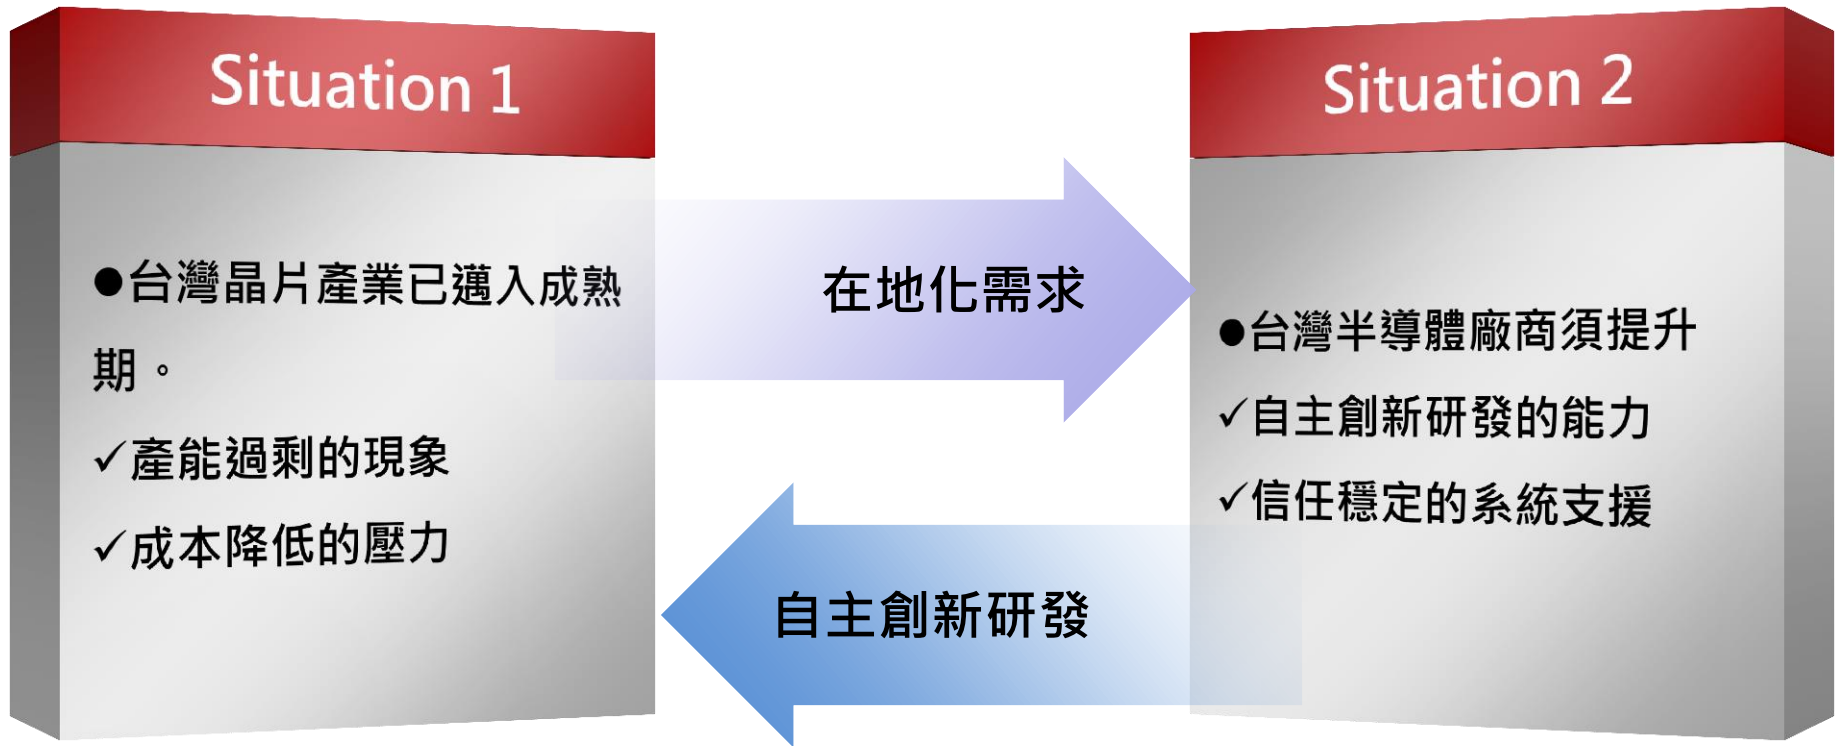 Situation 1
●台灣晶片產業已邁入成熟
期。
✓產能過剩的現象
✓成本降低的壓力
在地化需求
自主創新研發
Situation 2
●台灣半導體廠商須提升
✓自主創新研發的能力
✓信任穩定的系統支援